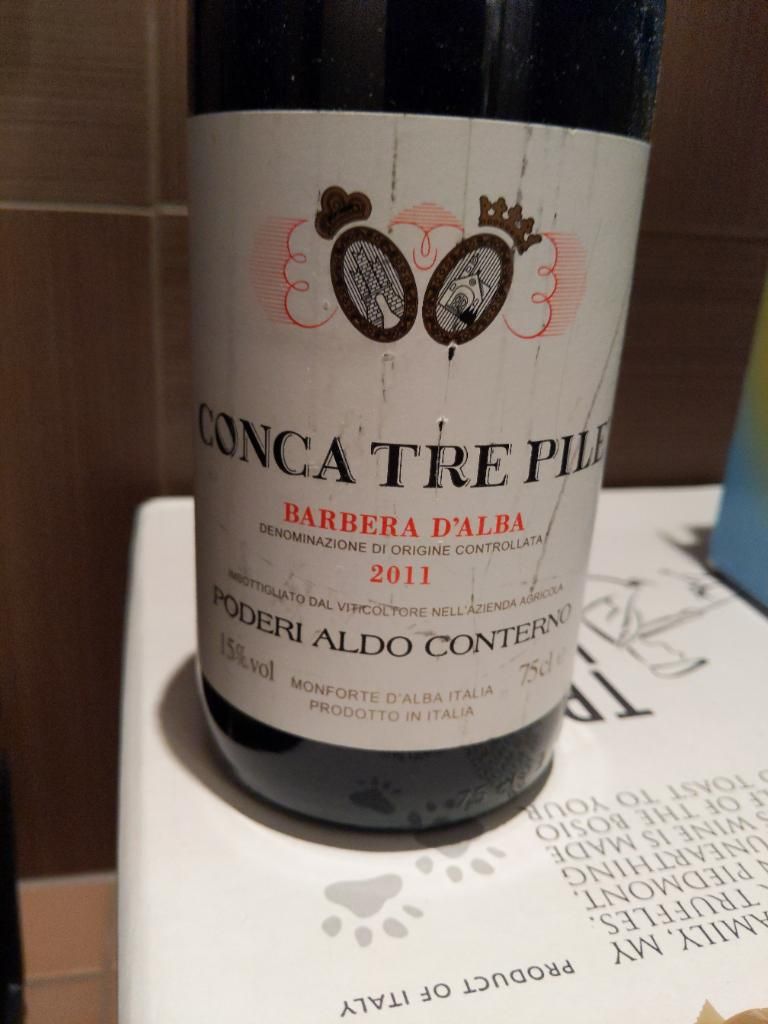 CONCA TRE PILE
BARBERA D'ALBA
DENOMINAZIONE DI ORIGINE CONTROLLATA
2011
IMBOTTIGLIATO DAL VITICOLTORE NELL'AZIENDA AGRICOLA
PODERI ALDO CONTERNO
15% vol
75cl e
MONFORTE D'ALBA ITALIA
PRODOTTO IN ITALIA
PRODUCT OF ITALY
AMILY, MY
TRUFFLES.
N PIEDMONT,
UNEARTHING
S WINE IS MADE
LF OF THE BOSIO
TOAST TO YOUR